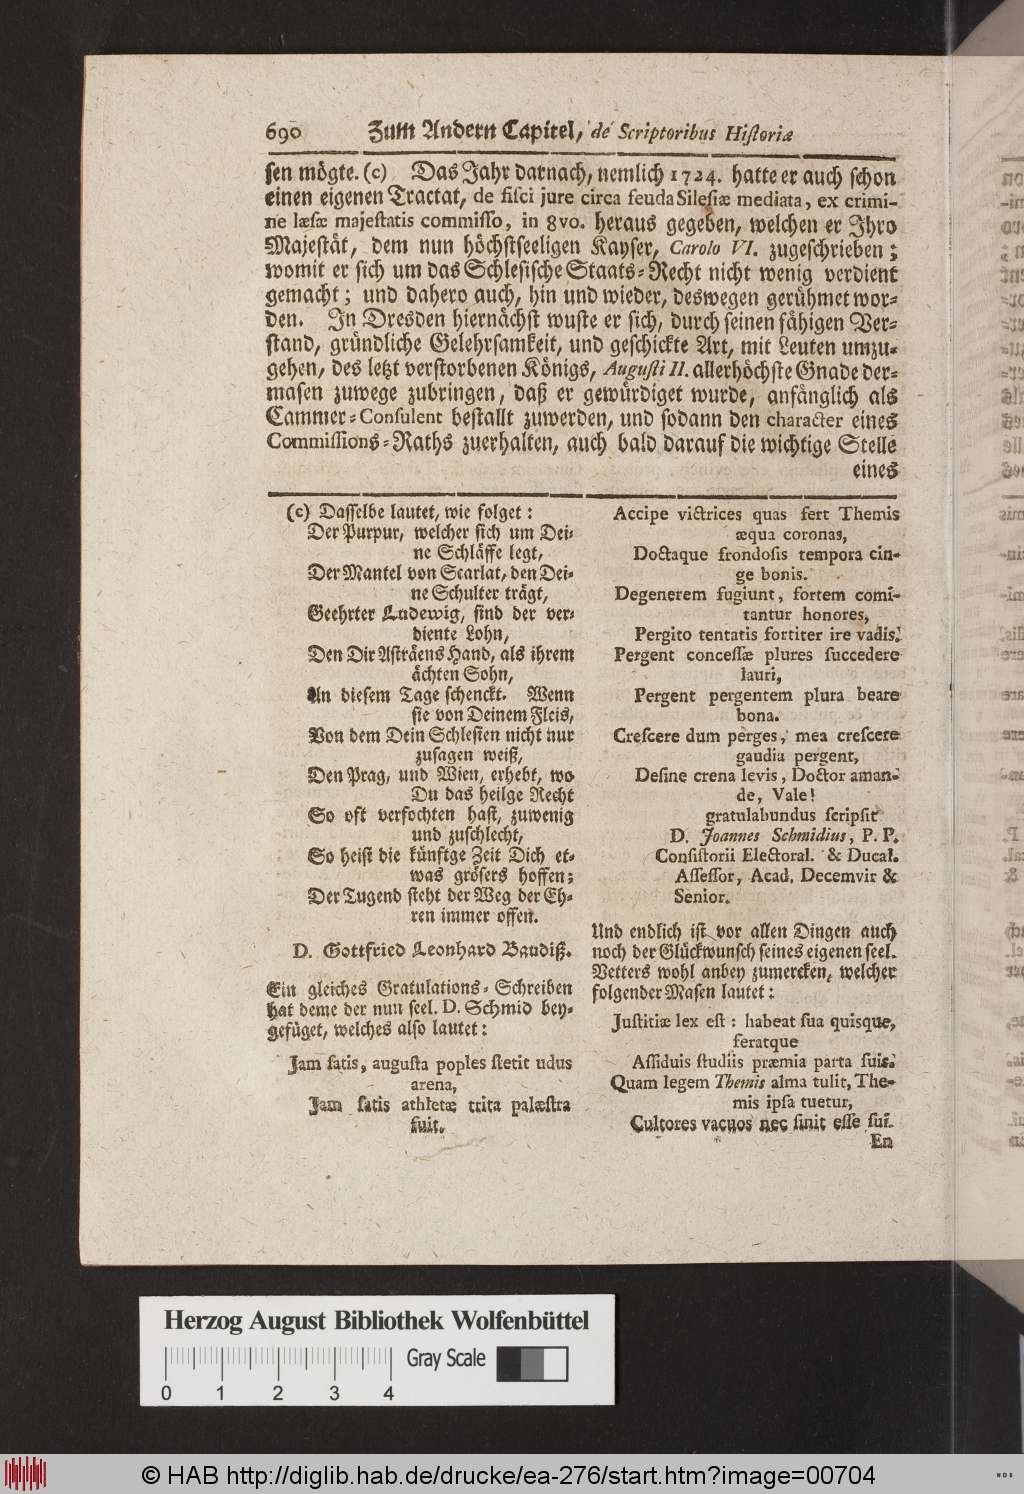 690 Zum Andern Capitel, de Scriptoribus Historiæ
sen mögte. (c) Das Jahr darnach, nemlich 1724. hatte er auch schon
einen eigenen Tractat, de fisci jure circa feuda Silesiæ mediata, ex crimi-
ne læsæ majestatis commisso, in 8vo. heraus gegeben, welchen er Ihro
Majestät, dem nun höchstseeligen Kayser, Carolo VI. zugeschrieben;
womit er sich um das Schlesische Staats-Recht nicht wenig verdient
gemacht; und dahero auch, hin und wieder, deswegen gerühmet wor-
den. In Dresden hiernächst wuste er sich, durch seinen fähigen Ver-
stand, gründliche Gelehrsamkeit, und geschickte Art, mit Leuten umzu-
gehen, des letzt verstorbenen Königs, Augusti II. allerhöchste Gnade der-
masen zuwege zubringen, daß er gewürdiget wurde, anfänglich als
Cammer-Consulent bestallt zuwerden, und sodann den character eines
Commissions-Raths zuerhalten, auch bald darauf die wichtige Stelle
eines
(c) Dasselbe lautet, wie folget:
Der Purpur, welcher sich um Dei-
ne Schläffe legt,
Der Mantel von Scarlat, den Dei-
ne Schulter trägt,
Geehrter Ludewig, sind der ver-
diente Lohn,
Den Dir Asträens Hand, als ihrem
ächten Sohn,
An diesem Tage schenckt. Wenn
sie von Deinem Fleis,
Von dem Dein Schlesien nicht nur
zusagen weiß,
Den Prag, und Wien, erhebt, wo
Du das heilge Recht
So oft verfochten hast, zuwenig
und zuschlecht,
So heist die künftge Zeit Dich et-
was grösers hoffen;
Der Tugend steht der Weg der Eh-
ren immer offen.
D. Gottfried Leonhard Baudiß.
Ein gleiches Gratulations-Schreiben
hat deme der nun seel. D. Schmid bey-
gefüget, welches also lautet:
Jam satis, augusta poples stetit udus
arena,
Jam satis athletæ trita palæstra
fuit.
Accipe victrices quas fert Themis
æqua coronas,
Doctaque frondosis tempora cin-
ge bonis.
Degenerem fugiunt, fortem comi-
tantur honores,
Pergito tentatis fortiter ire vadis.
Pergent concessæ plures succedere
lauri,
Pergent pergentem plura beare
bona.
Crescere dum perges, mea crescere
gaudia pergent,
Desine crena levis, Doctor aman-
de, Vale!
gratulabundus scripsit
D. Joannes Schmidius, P. P.
Consistorii Electoral. & Ducal.
Assessor, Acad. Decemvir &
Senior.
Und endlich ist vor allen Dingen auch
noch der Glückwunsch seines eigenen seel.
Vetters wohl anbey zumercken, welcher
folgender Masen lautet:
Justitiæ lex est: habeat sua quisque,
feratque
Assiduis studiis præmia parta suis.
Quam legem Themis alma tulit, The-
mis ipsa tuetur,
Cultores vacuos nec sinit esse sui.
En
Herzog August Bibliothek Wolfenbüttel
Gray Scale
0 1 2 3 4
© HAB http://diglib.hab.de/drucke/ea-276/start.htm?image=00704